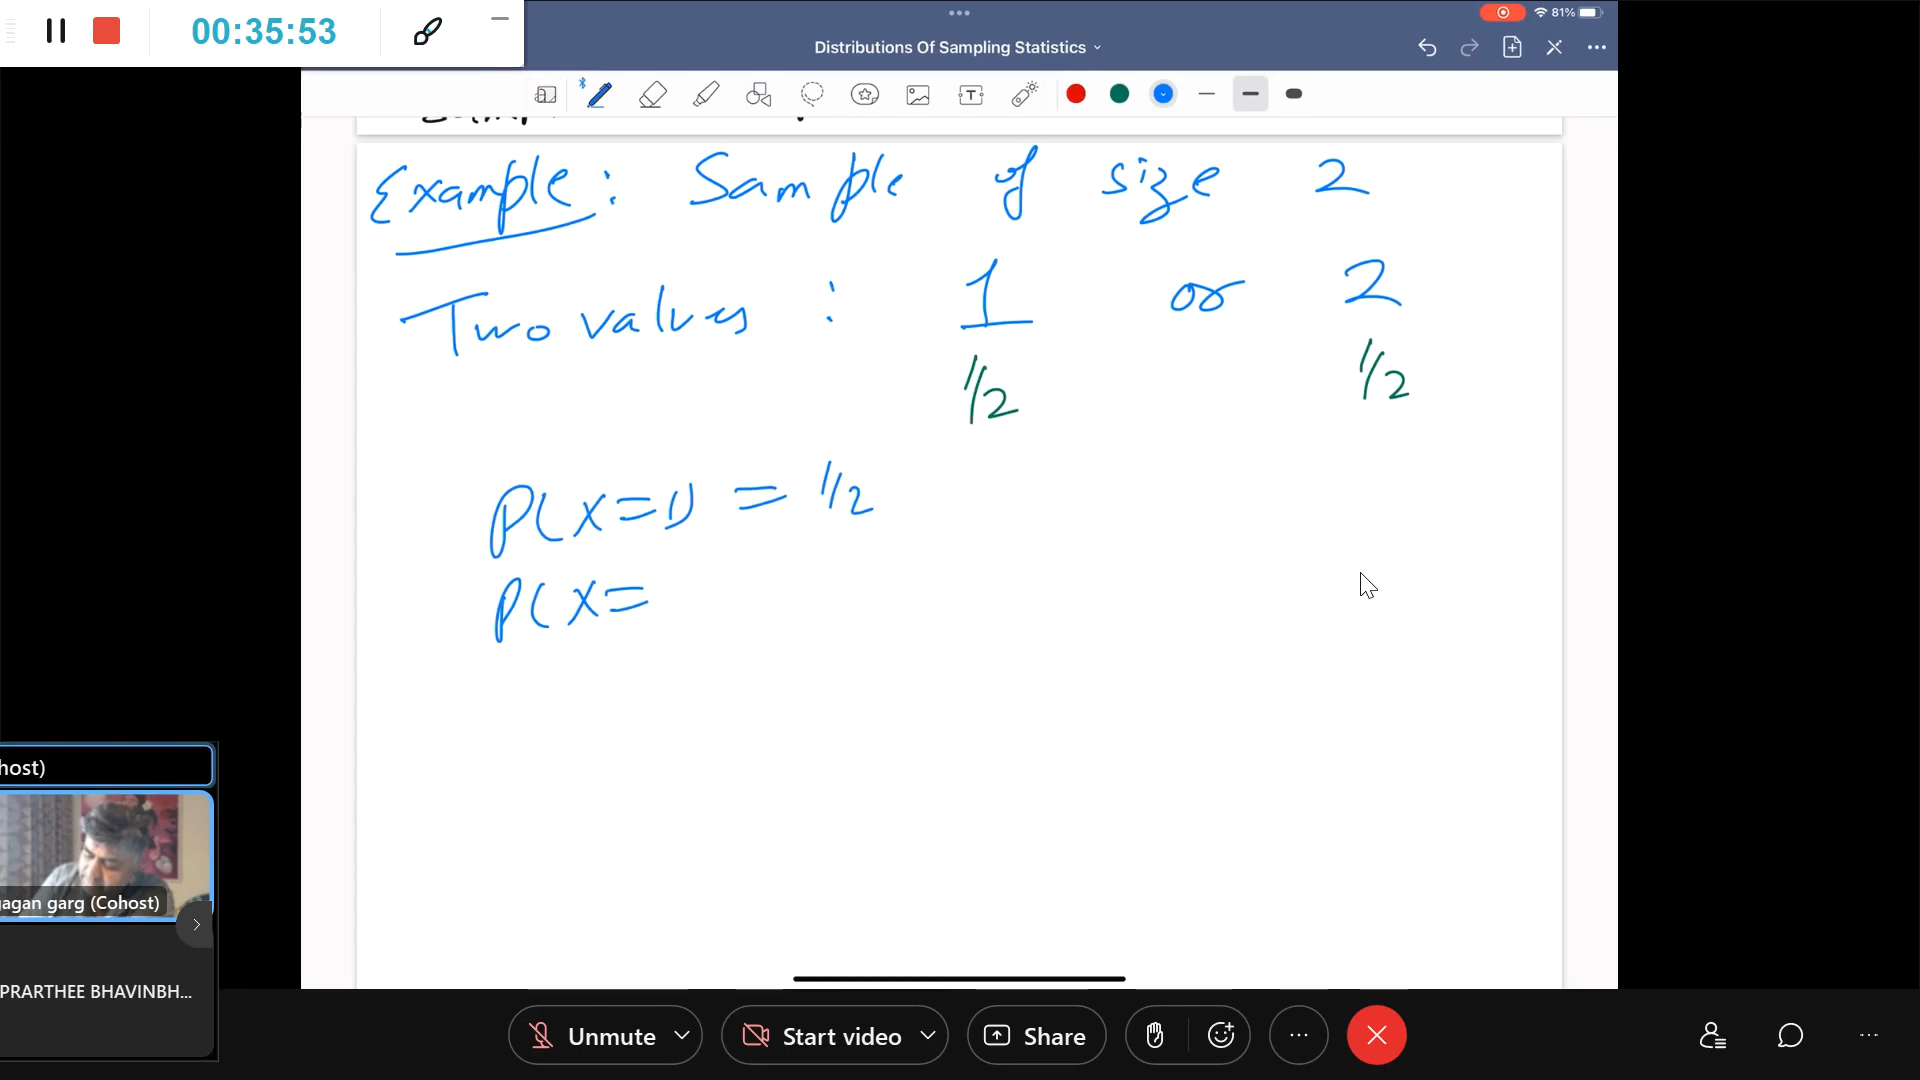 00:35:53
Distributions Of Sampling Statistics
81%
Example: Sample of size 2
Two values : 1 or 2
1/2 1/2
P(X=1) = 1/2
P(X=
host)
gagan garg (Cohost)
PRARTHEE BHAVINBH...
Unmute
Start video
Share